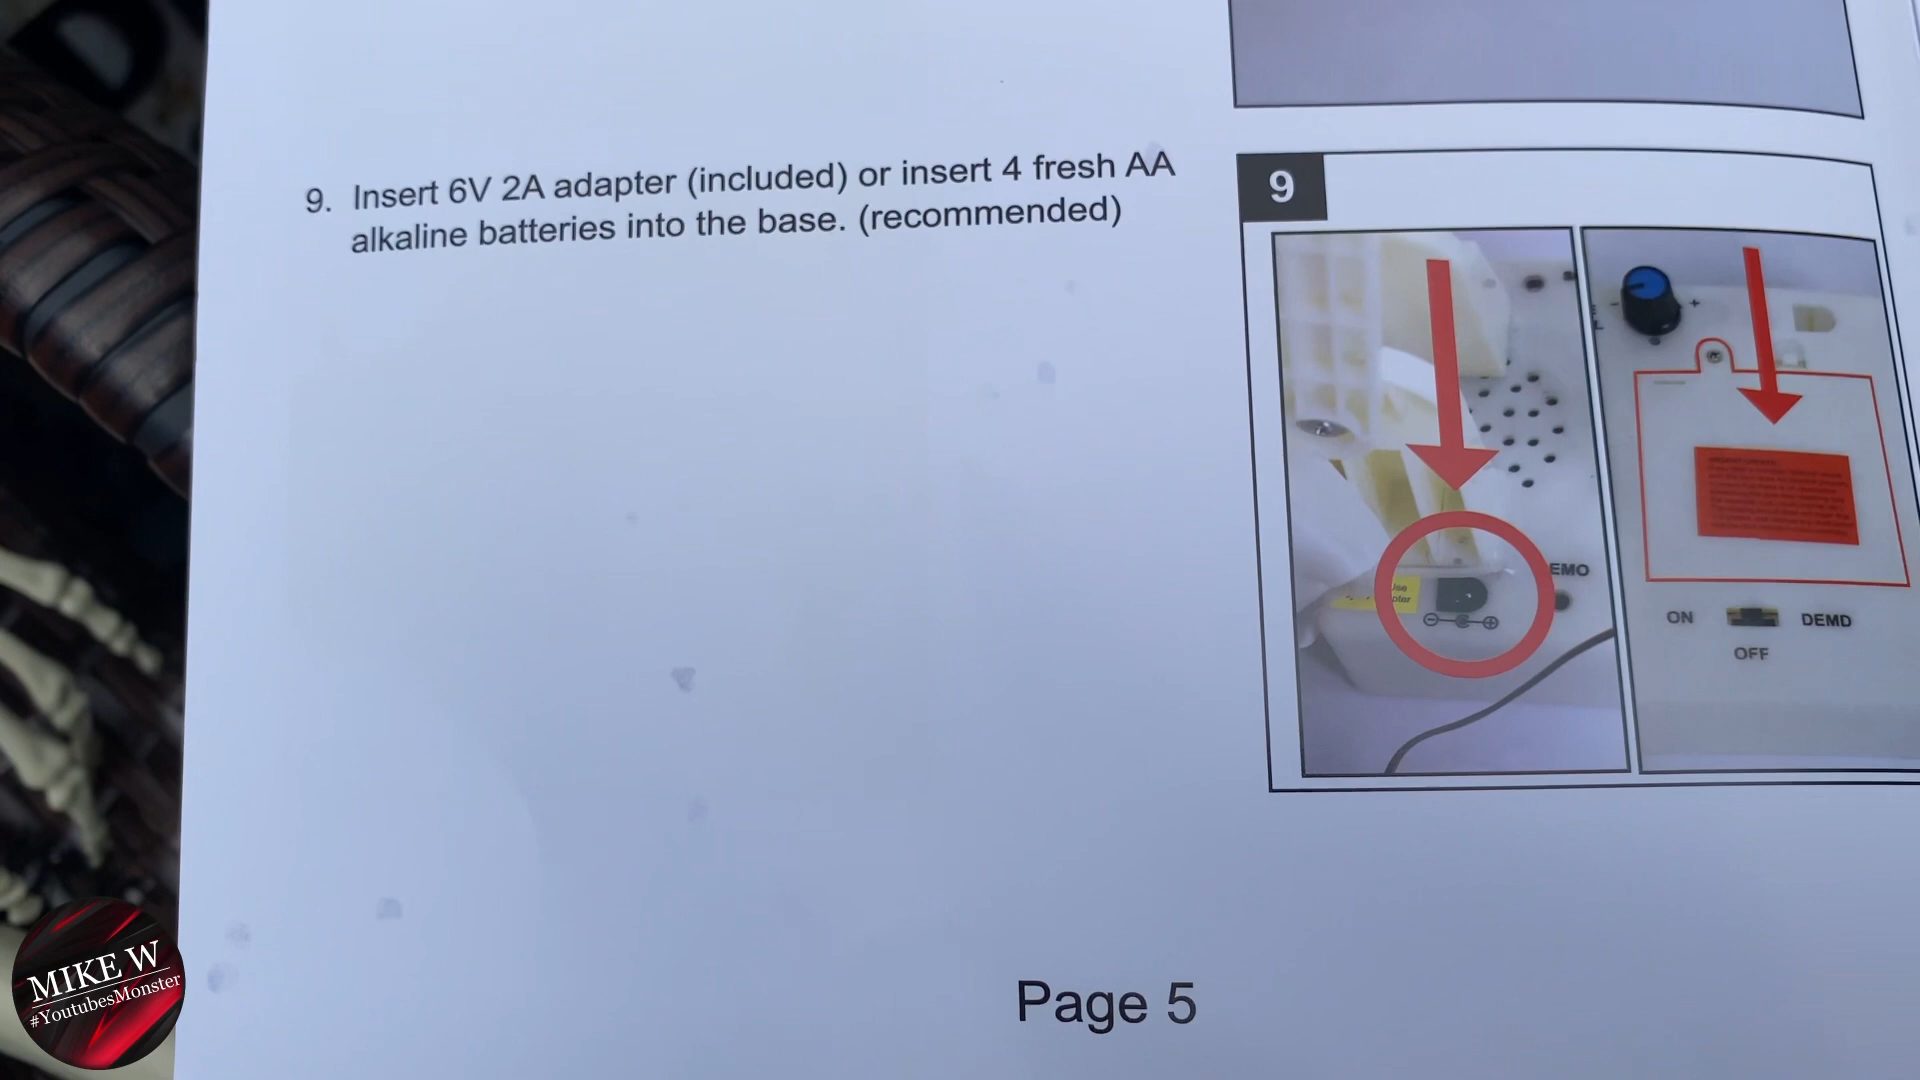 9. Insert 6V 2A adapter (included) or insert 4 fresh AA
alkaline batteries into the base. (recommended)
9
- +
EMO
ON DEMD
OFF
Page 5
MIKE W
#YoutubesMonster